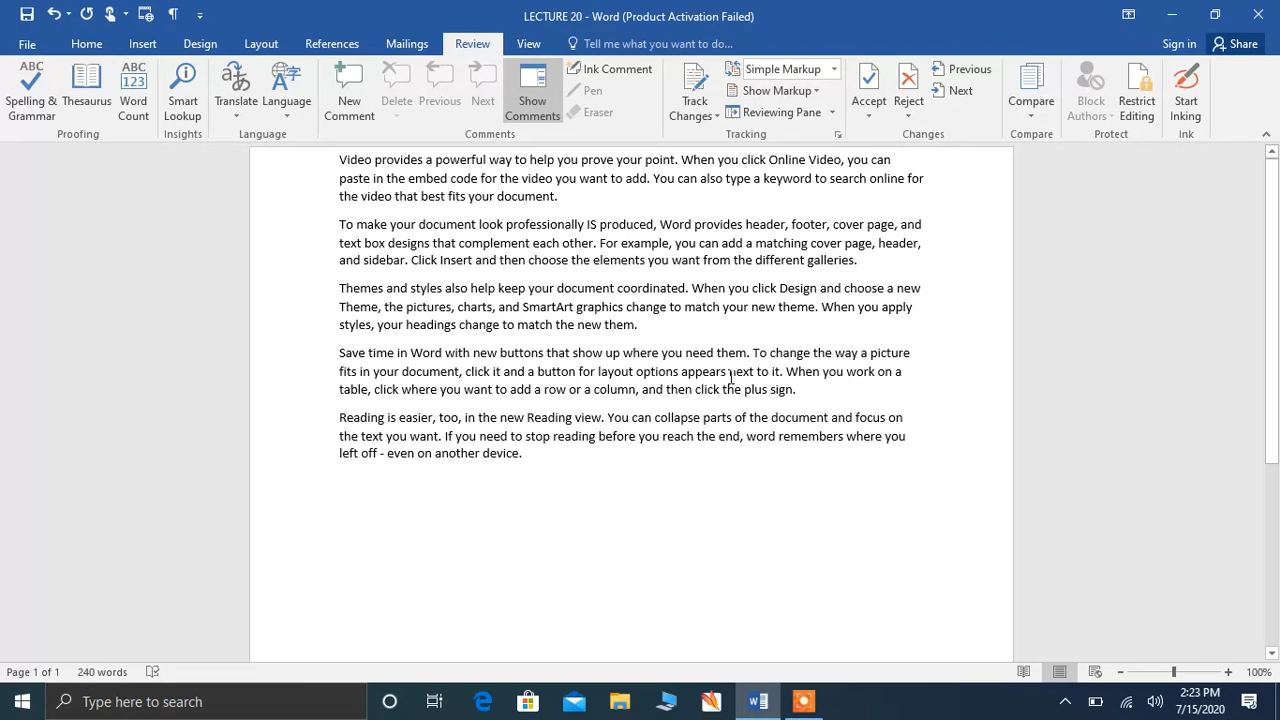 LECTURE 20 - Word (Product Activation Failed)
File Home Insert Design Layout References Mailings Review View Tell me what you want to do... Sign in Share
ABC Spelling & Grammar
Thesaurus
ABC 123 Word Count
Smart Lookup
Translate
Language
New Comment
Delete
Previous
Next
Show Comments
Ink Comment
Pen
Eraser
Track Changes
Simple Markup
Show Markup
Reviewing Pane
Accept
Reject
Previous
Next
Compare
Block Authors
Restrict Editing
Start Inking
Proofing Insights Language Comments Tracking Changes Compare Protect Ink
Video provides a powerful way to help you prove your point. When you click Online Video, you can
paste in the embed code for the video you want to add. You can also type a keyword to search online for
the video that best fits your document.
To make your document look professionally IS produced, Word provides header, footer, cover page, and
text box designs that complement each other. For example, you can add a matching cover page, header,
and sidebar. Click Insert and then choose the elements you want from the different galleries.
Themes and styles also help keep your document coordinated. When you click Design and choose a new
Theme, the pictures, charts, and SmartArt graphics change to match your new theme. When you apply
styles, your headings change to match the new them.
Save time in Word with new buttons that show up where you need them. To change the way a picture
fits in your document, click it and a button for layout options appears next to it. When you work on a
table, click where you want to add a row or a column, and then click the plus sign.
Reading is easier, too, in the new Reading view. You can collapse parts of the document and focus on
the text you want. If you need to stop reading before you reach the end, word remembers where you
left off - even on another device.
Page 1 of 1 240 words 100%
Type here to search
2:23 PM
7/15/2020